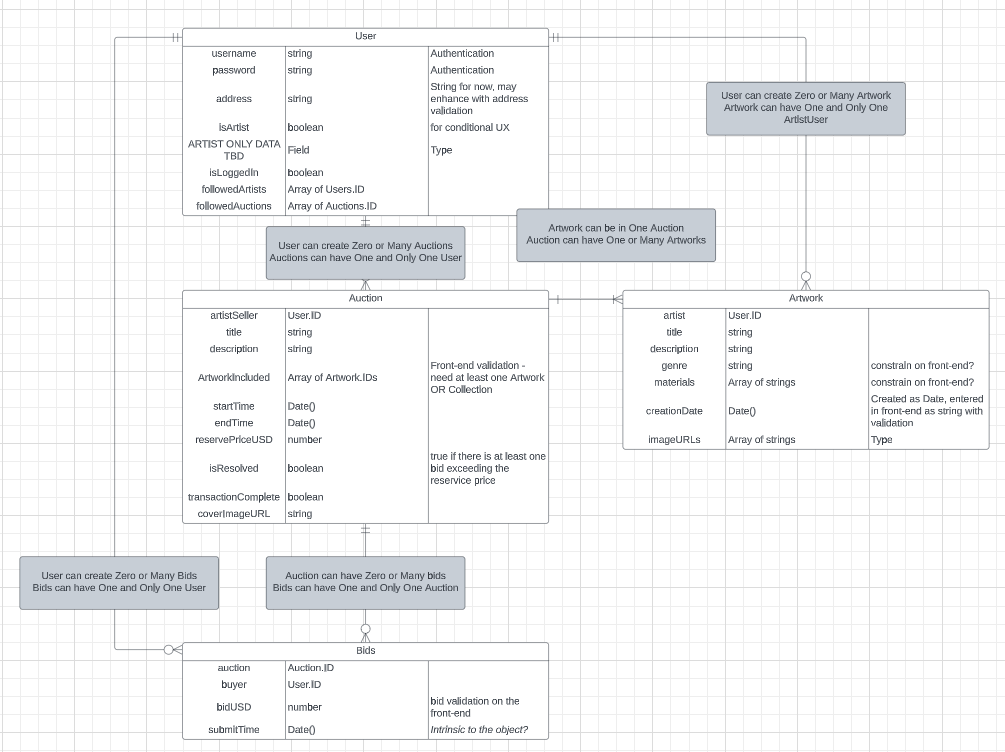 User
username string Authentication
password string Authentication
address string String for now, may
enhance with address
validation
isArtist boolean for conditional UX
ARTIST ONLY DATA
TBD Field Type
isLoggedIn boolean
followedArtists Array of Users.ID
followedAuctions Array of Auctions.ID
User can create Zero or Many Artwork
Artwork can have One and Only One
ArtistUser
User can create Zero or Many Auctions
Auctions can have One and Only One User
Artwork can be in One Auction
Auction can have One or Many Artworks
Auction
artistSeller User.ID
title string
description string
ArtworkIncluded Array of Artwork.IDs Front-end validation -
need at least one Artwork
OR Collection
startTime Date()
endTime Date()
reservePriceUSD number
isResolved boolean true if there is at least one
bid exceeding the
reservice price
transactionComplete boolean
coverImageURL string
Artwork
artist User.ID
title string
description string
genre string constrain on front-end?
materials Array of strings constrain on front-end?
creationDate Date() Created as Date, entered
in front-end as string with
validation
imageURLs Array of strings Type
User can create Zero or Many Bids
Bids can have One and Only One User
Auction can have Zero or Many bids
Bids can have One and Only One Auction
Bids
auction Auction.ID
buyer User.ID
bidUSD number bid validation on the
front-end
submitTime Date() Intrinsic to the object?